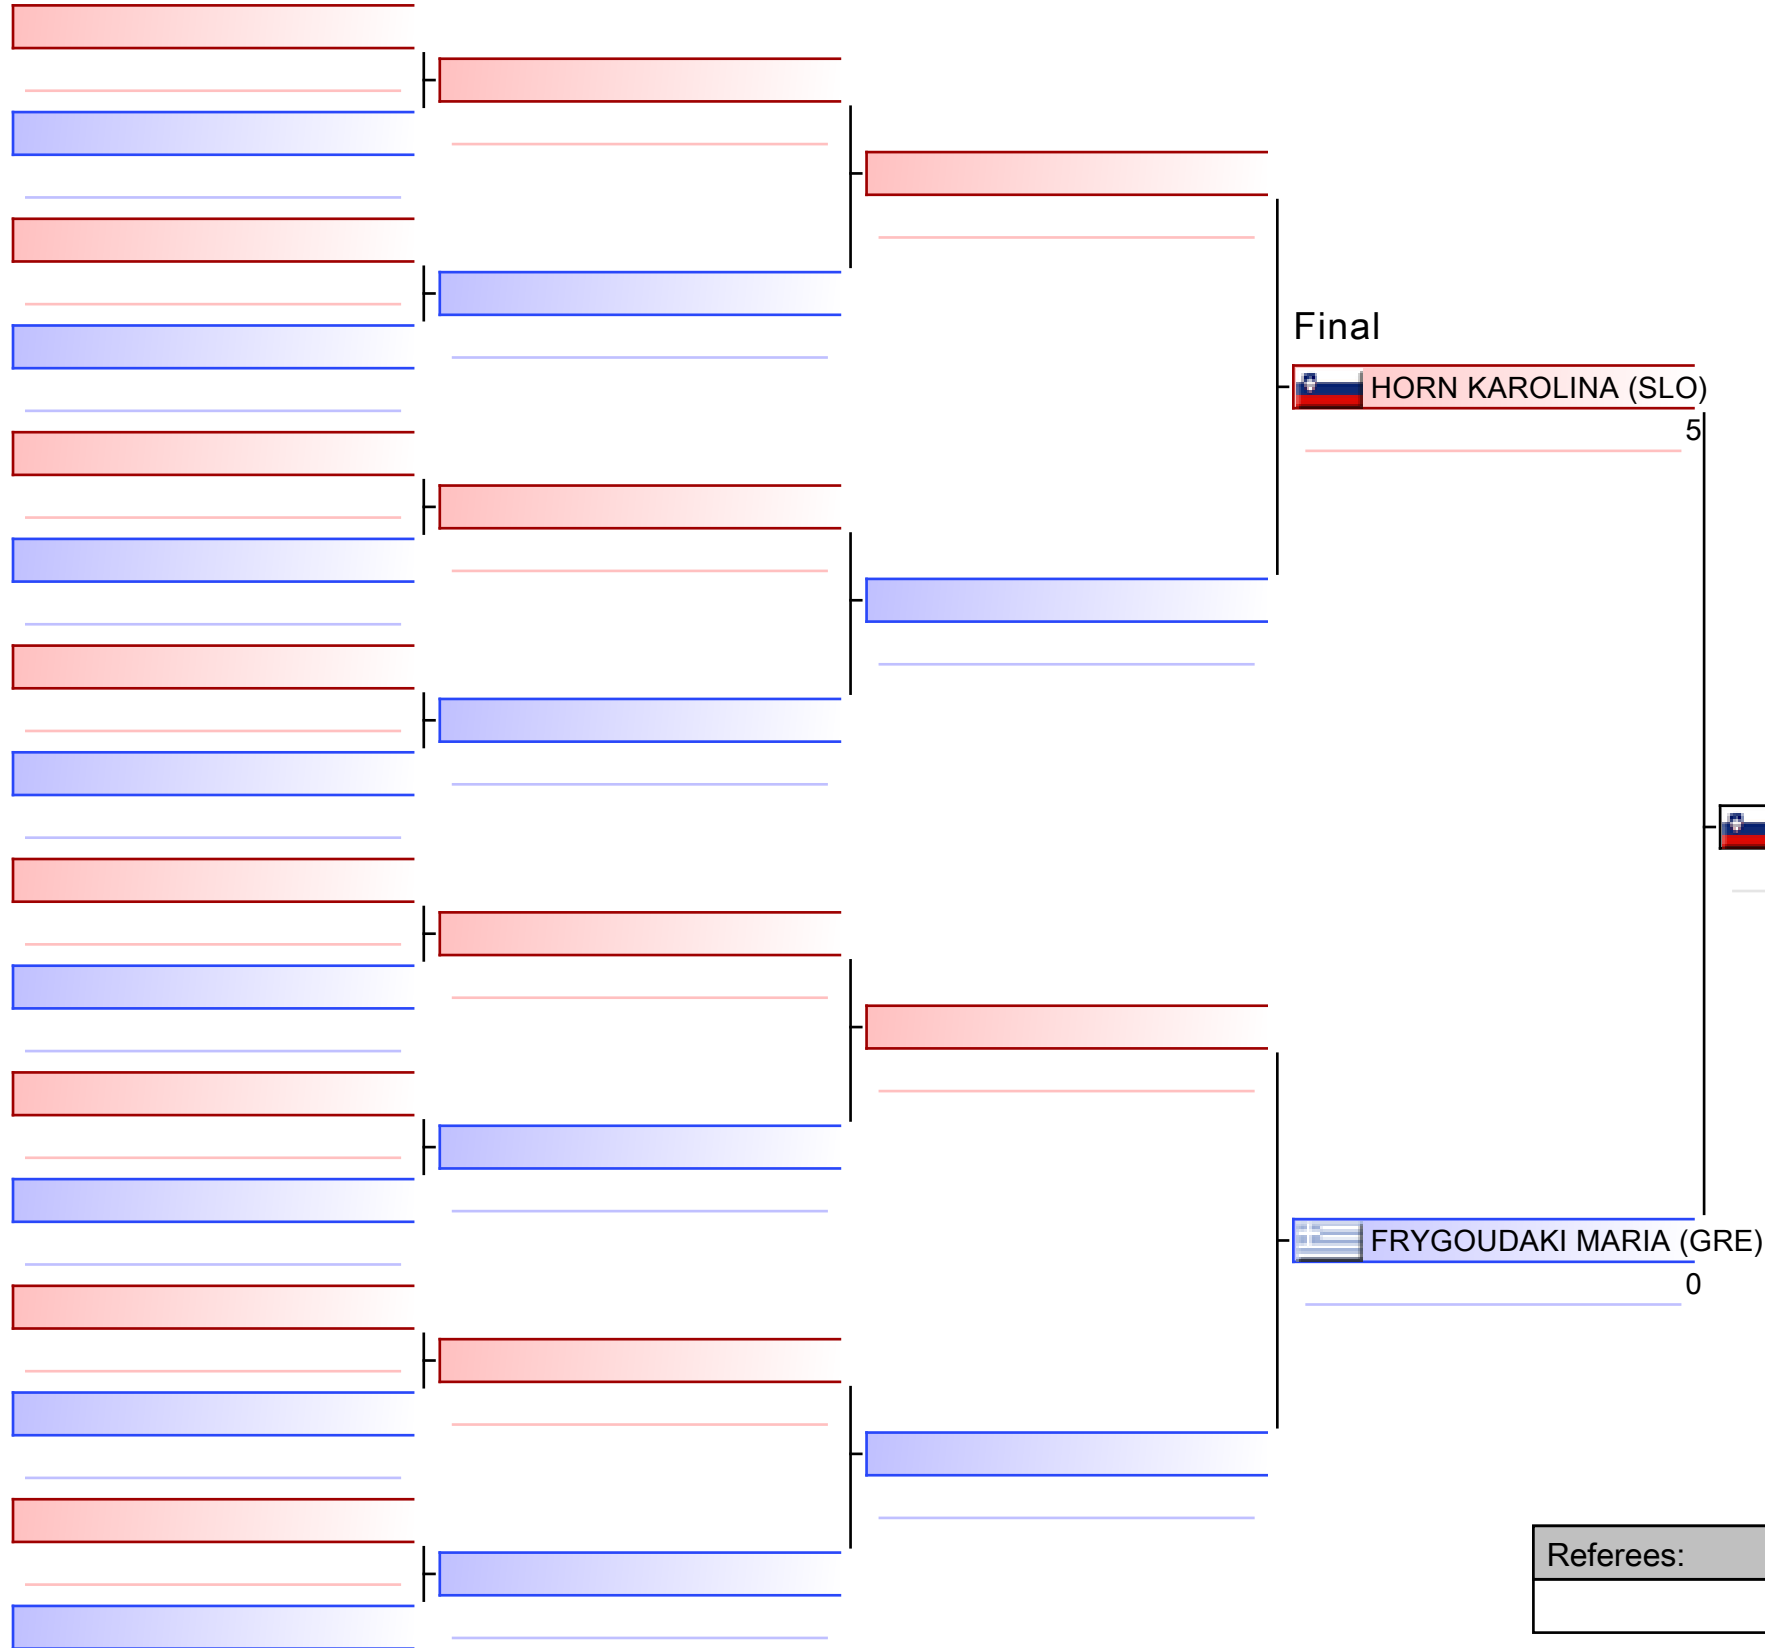 Final
HORN KAROLINA (SLO)
5
FRYGOUDAKI MARIA (GRE)
0
Referees: